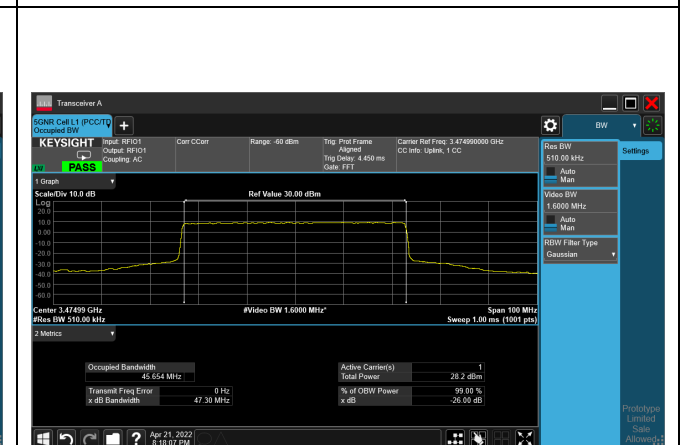 Transceiver A
5GNR Cell L1 (PCC/TD
Occupied BW
BW
KEYSIGHT
Input: RFIO1
Output: RFIO1
Coupling: AC
Corr CCorr
Range: -60 dBm
Trig: Prot Frame
Aligned
Trig Delay: 4.450 ms
Gate: FFT
Carrier Ref Freq: 3.474990000 GHz
CC Info: Uplink, 1 CC
PASS
Res BW
510.00 kHz
Auto
Man
Settings
Video BW
1.6000 MHz
Auto
Man
RBW Filter Type
Gaussian
1 Graph
Scale/Div 10.0 dB
Ref Value 30.00 dBm
Log
20.0
10.0
0.00
-10.0
-20.0
-30.0
-40.0
-50.0
-60.0
Center 3.47499 GHz
#Video BW 1.6000 MHz*
Span 100 MHz
#Res BW 510.00 kHz
Sweep 1.00 ms (1001 pts)
2 Metrics
Occupied Bandwidth
45.654 MHz
Active Carrier(s) 1
Total Power 28.2 dBm
Transmit Freq Error 0 Hz
x dB Bandwidth 47.30 MHz
% of OBW Power 99.00 %
x dB -26.00 dB
Prototype
Limited
Sale
Allowed
Apr 21, 2022
8:18:07 PM